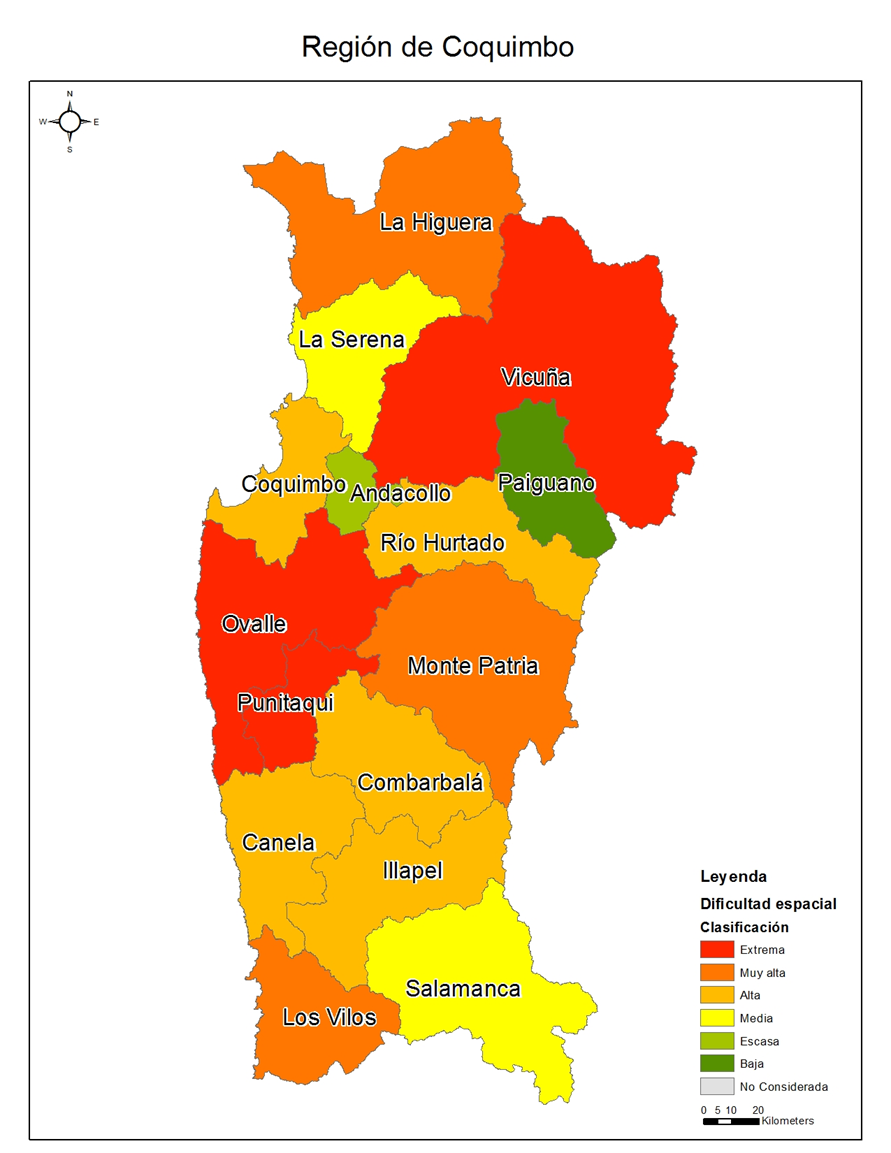 Región de Coquimbo
N
W E
S
La Higuera
La Serena
Vicuña
Coquimbo
Andacollo
Paiguano
Río Hurtado
Ovalle
Monte Patria
Punitaqui
Combarbalá
Canela
Illapel
Salamanca
Los Vilos
Leyenda
Dificultad espacial
Clasificación
Extrema
Muy alta
Alta
Media
Escasa
Baja
No Considerada
0 5 10 20
Kilometers